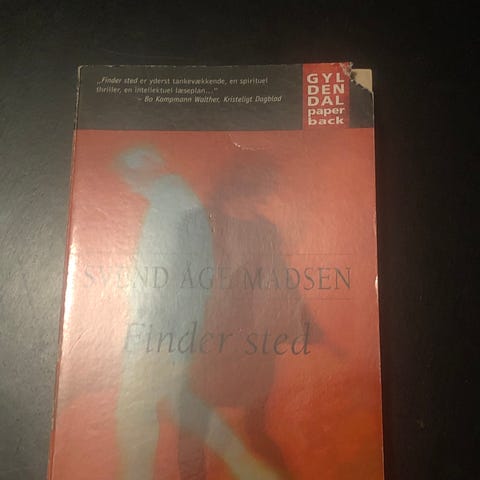 „Finder sted er yderst tankevækkende, en spirituel
thriller, en intellektuel læseplan..."
– Bo Kampmann Walther, Kristeligt Dagblad
GYL
DEN
DAL
paper
back
SVEND ÅGE MADSEN
Finder sted